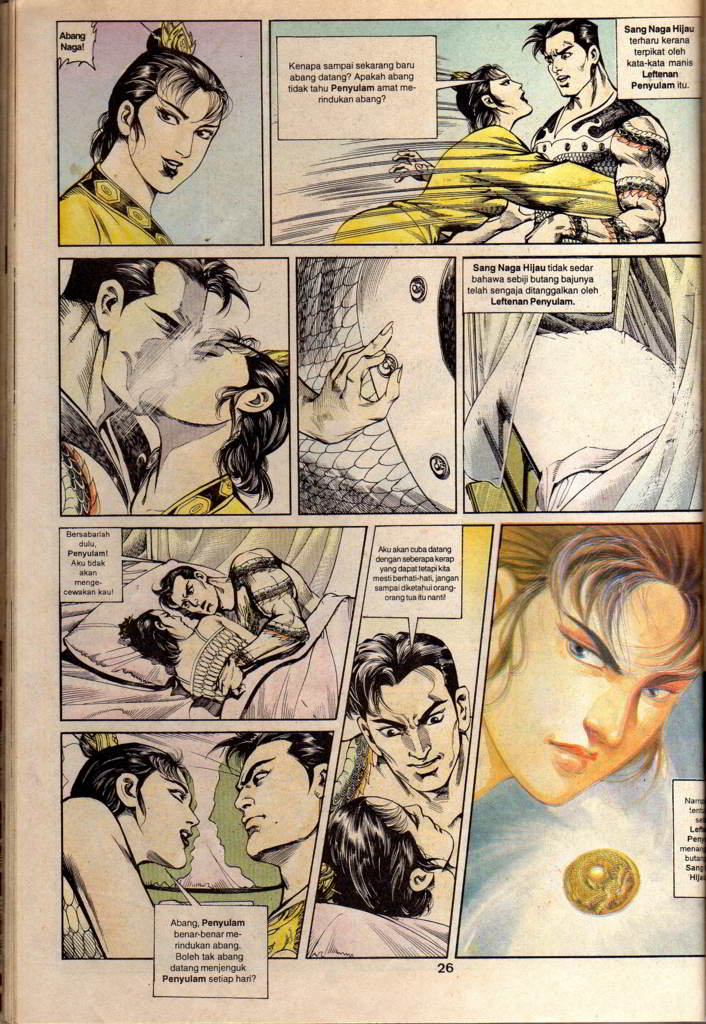 Abang
Naga!
Kenapa sampai sekarang baru
abang datang? Apakah abang
tidak tahu Penyulam amat me-
rindukan abang?
Sang Naga Hijau
terharu kerana
terpikat oleh
kata-kata manis
Leftenan
Penyulam itu.
Sang Naga Hijau tidak sedar
bahawa sebiji butang bajunya
telah sengaja ditanggalkan oleh
Leftenan Penyulam.
Bersabarlah
dulu,
Penyulam!
Aku tidak
akan
menge-
cewakan kau!
Aku akan cuba datang
dengan seberapa kerap
yang dapat tetapi kita
mesti berhati-hati, jangan
sampai diketahui orang-
orang tua itu nanti!
Abang, Penyulam
benar-benar me-
rindukan abang.
Boleh tak abang
datang menjenguk
Penyulam setiap hari?
Sang
26